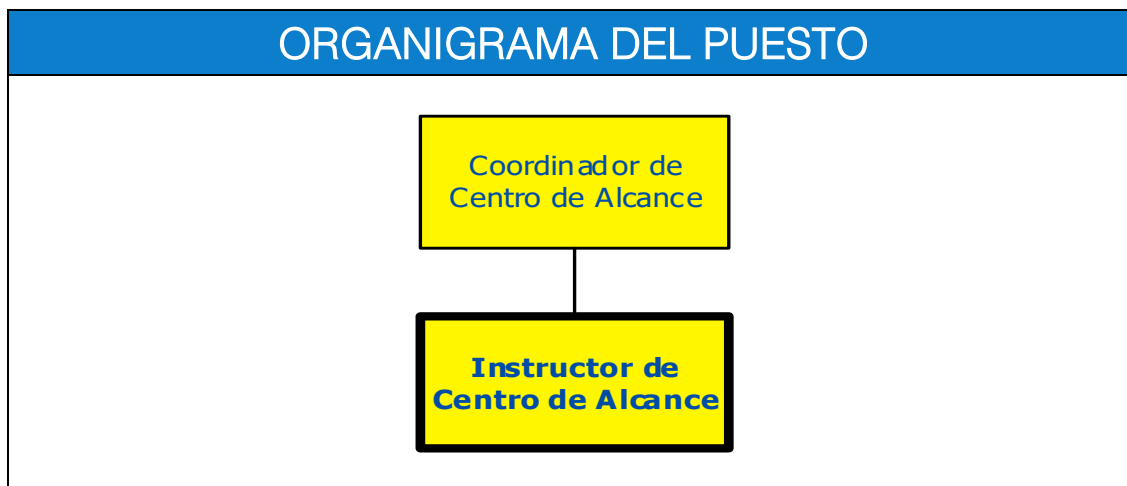 ORGANIGRAMA DEL PUESTO
Coordinador de
Centro de Alcance
Instructor de
Centro de Alcance